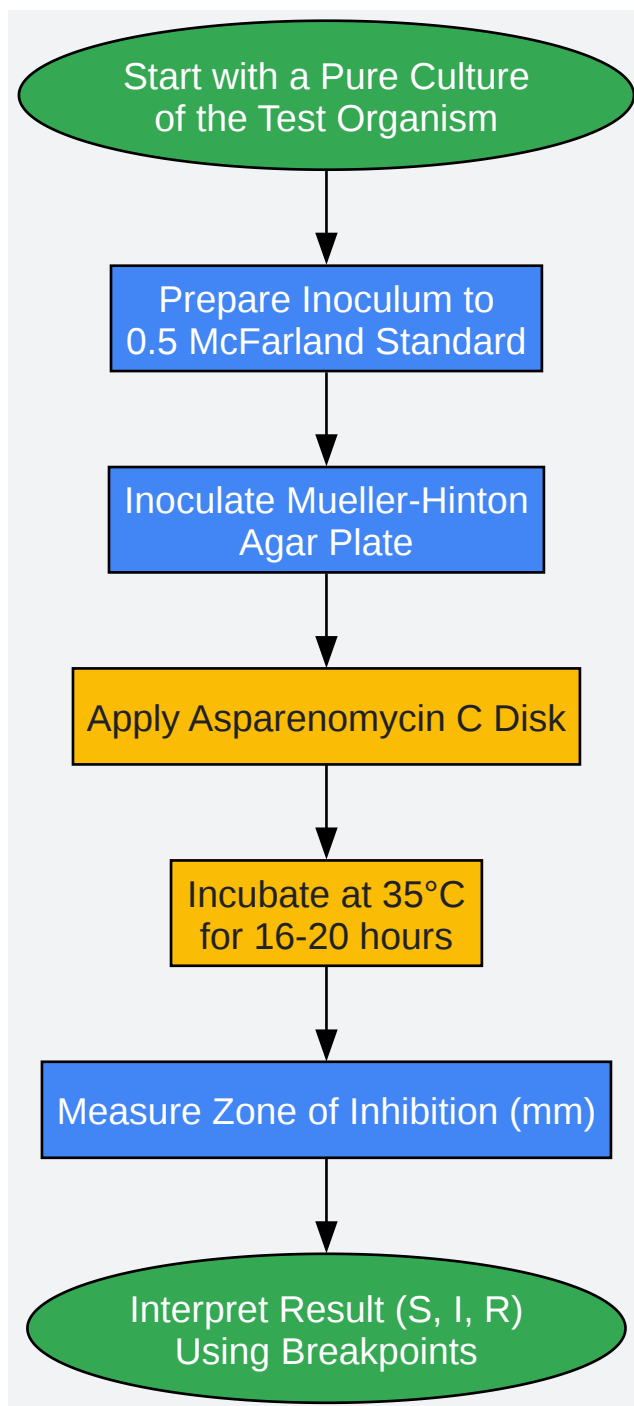 Start with a Pure Culture
of the Test Organism
Prepare Inoculum to
0.5 McFarland Standard
Inoculate Mueller-Hinton
Agar Plate
Apply Asparenomycin C Disk
Incubate at 35°C
for 16-20 hours
Measure Zone of Inhibition (mm)
Interpret Result (S, I, R)
Using Breakpoints